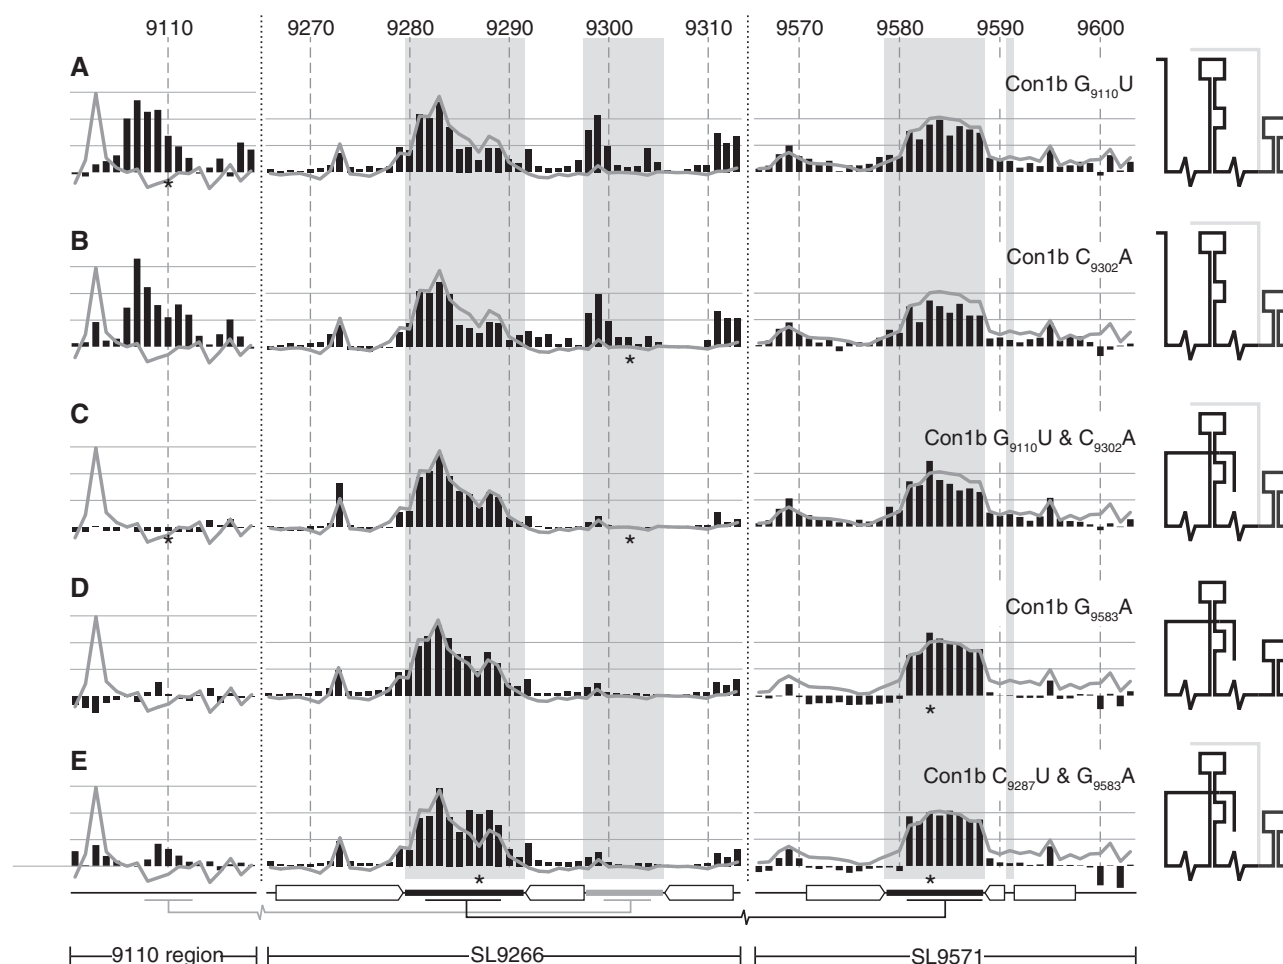 9110 9270 9280 9290 9300 9310 9570 9580 9590 9600
A
Con1b G9110U
*
B
Con1b C9302A
*
C
Con1b G9110U & C9302A
* *
D
Con1b G9583A
*
E
Con1b C9287U & G9583A
* *
9110 region SL9266 SL9571